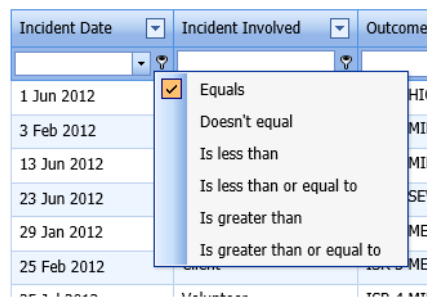 Incident Date Incident Involved Outcome
Equals
1 Jun 2012
Doesn't equal
3 Feb 2012
Is less than
13 Jun 2012
Is less than or equal to
23 Jun 2012
Is greater than
29 Jan 2012 ME
Is greater than or equal to
25 Feb 2012